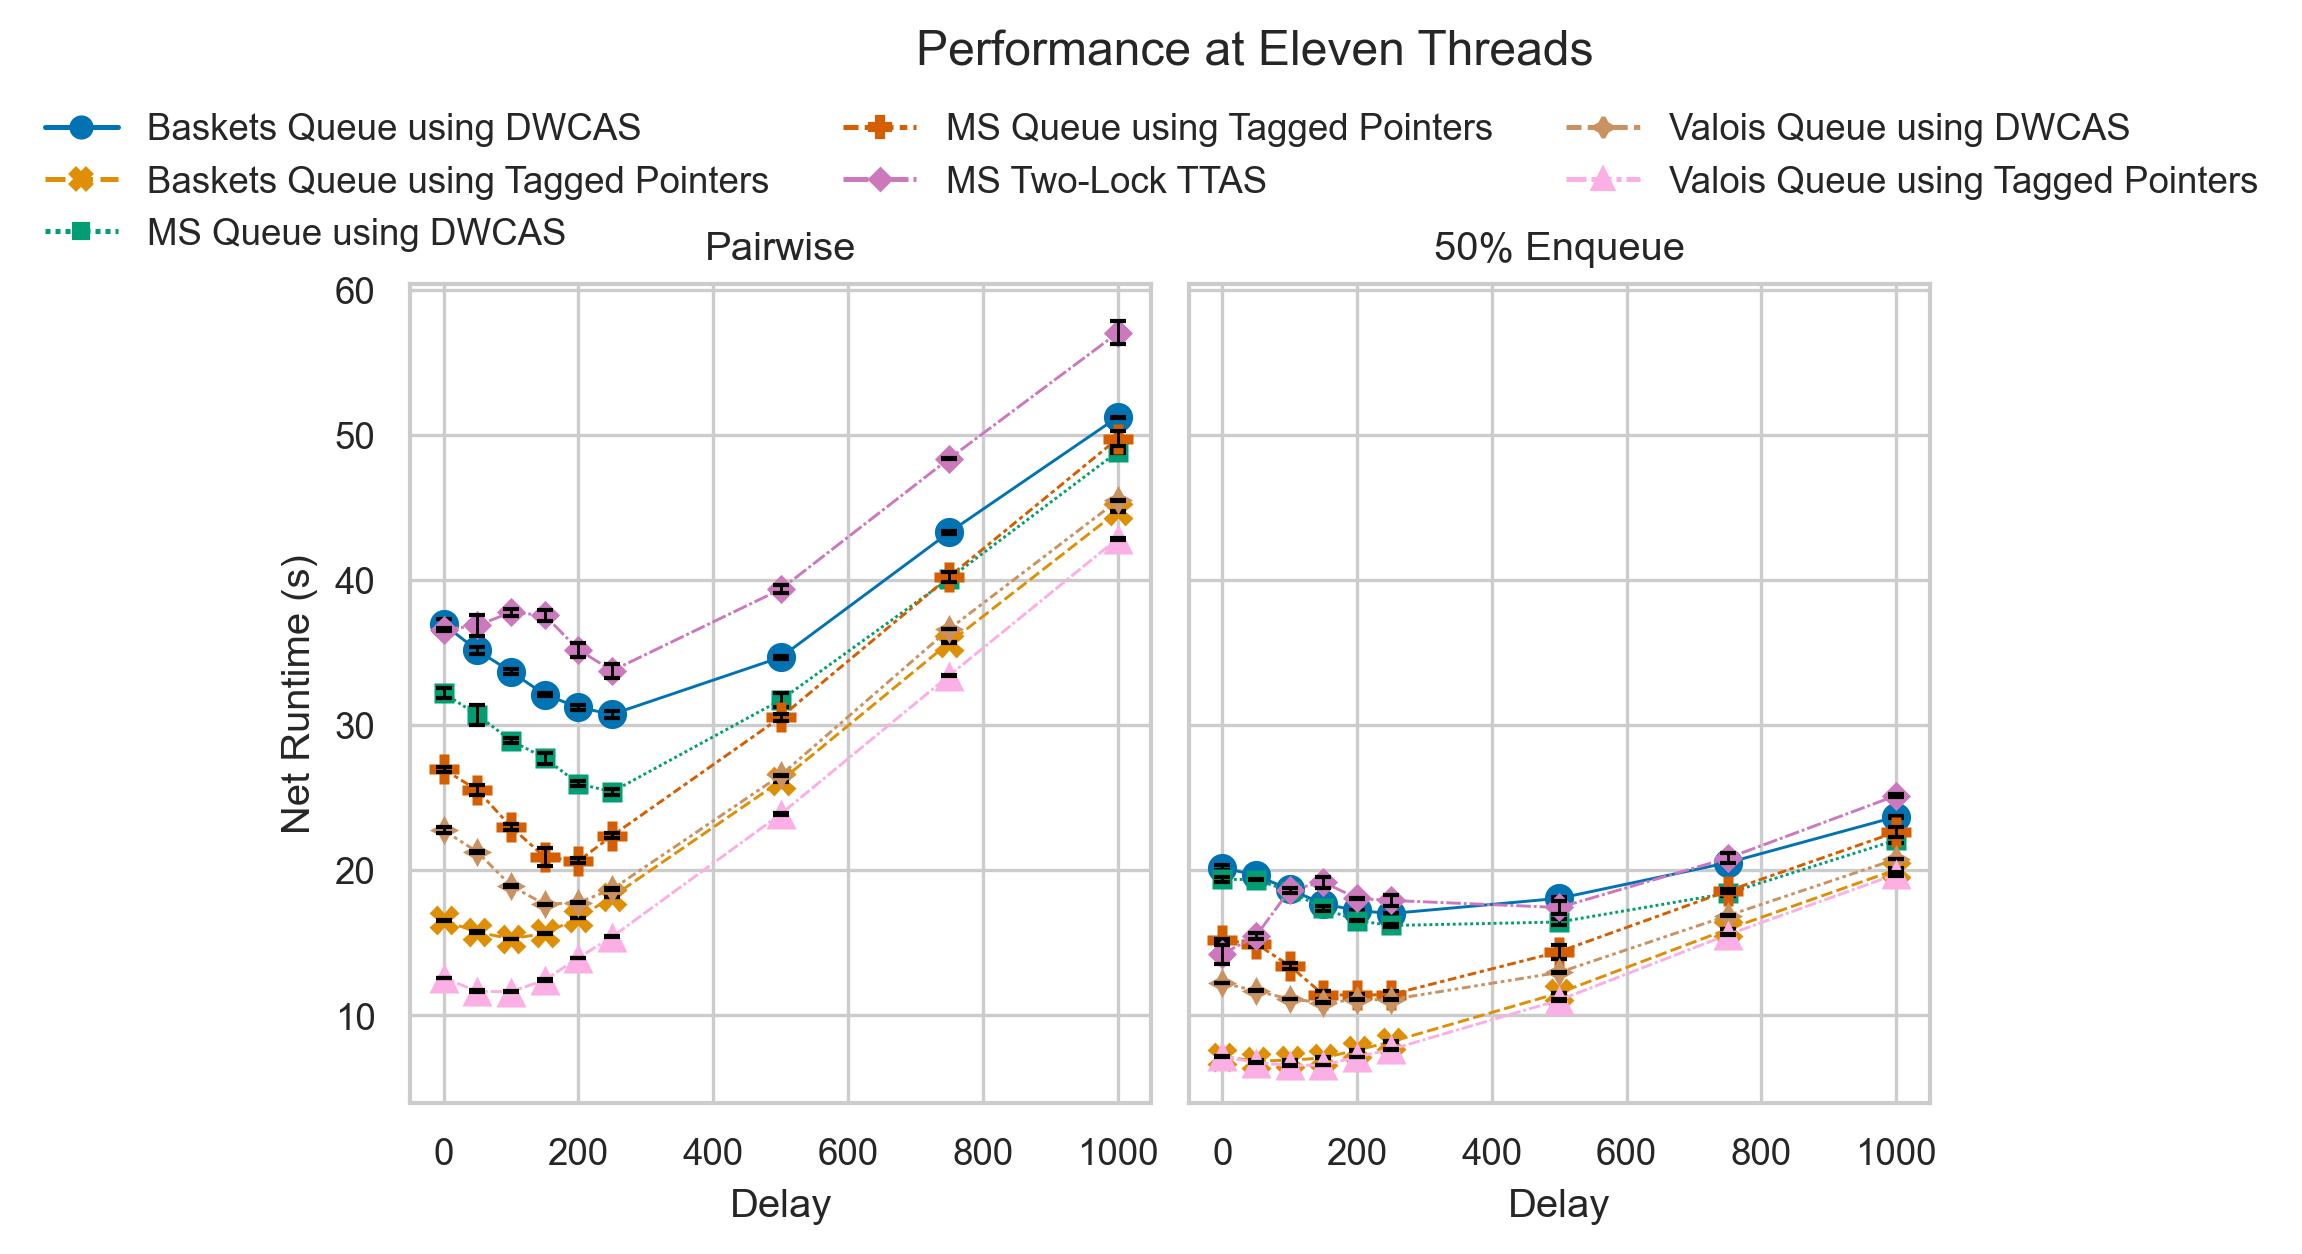 Performance at Eleven Threads
Baskets Queue using DWCAS
Baskets Queue using Tagged Pointers
MS Queue using DWCAS
MS Queue using Tagged Pointers
MS Two-Lock TTAS
Valois Queue using DWCAS
Valois Queue using Tagged Pointers
Pairwise
50% Enqueue
Net Runtime (s)
60
50
40
30
20
10
0 200 400 600 800 1000
0 200 400 600 800 1000
Delay
Delay